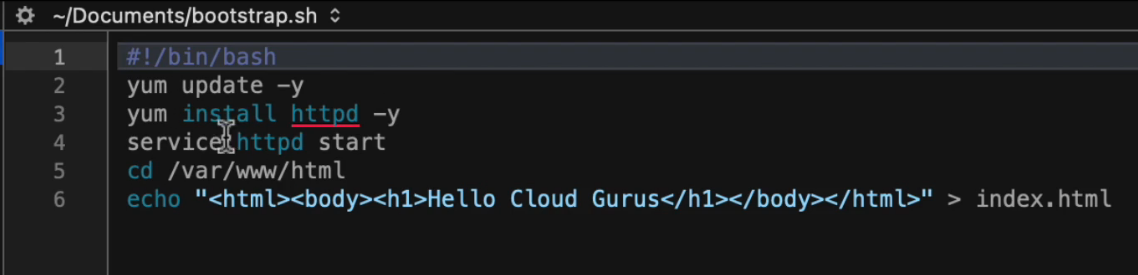 ~/Documents/bootstrap.sh
1 #!/bin/bash
2 yum update -y
3 yum install httpd -y
4 service httpd start
5 cd /var/www/html
6 echo "<html><body><h1>Hello Cloud Gurus</h1></body></html>" > index.html